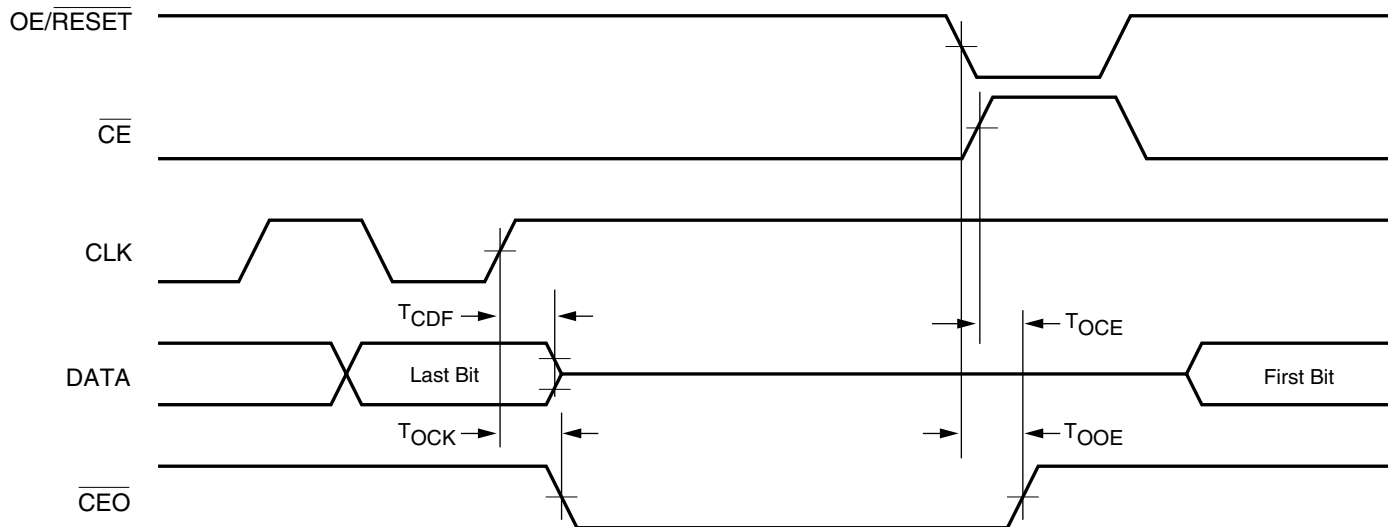 OE/RESET
CE
CLK
TCDF
TOCE
DATA
Last Bit
First Bit
TOCK
TOOE
CEO